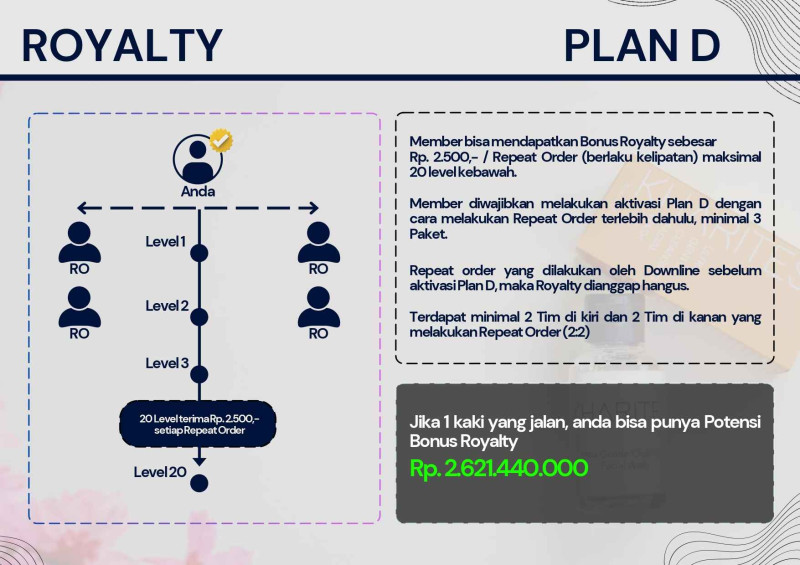 ROYALTY
PLAN D
Anda
Level 1
RO
RO
Level 2
RO
RO
Level 3
20 Level terima Rp. 2.500,-
setiap Repeat Order
Level 20
Member bisa mendapatkan Bonus Royalty sebesar
Rp. 2.500,- / Repeat Order (berlaku kelipatan) maksimal
20 level kebawah.
Member diwajibkan melakukan aktivasi Plan D dengan
cara melakukan Repeat Order terlebih dahulu, minimal 3
Paket.
Repeat order yang dilakukan oleh Downline sebelum
aktivasi Plan D, maka Royalty dianggap hangus.
Terdapat minimal 2 Tim di kiri dan 2 Tim di kanan yang
melakukan Repeat Order (2:2)
Jika 1 kaki yang jalan, anda bisa punya Potensi
Bonus Royalty
Rp. 2.621.440.000